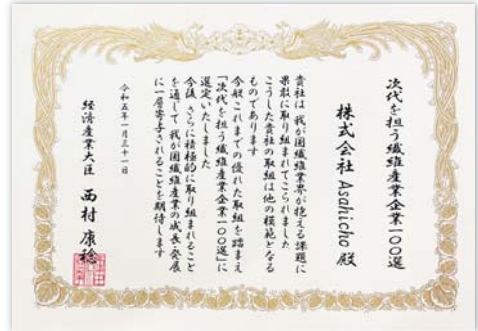 次代を担う繊維産業企業一〇〇選
株式会社 Asahicho 殿
貴社は 我が国繊維業界が抱える課題に
果敢に取り組まれてこられました
こうした貴社の取組は他の模範となる
ものであります
今般これまでの優れた取組を踏まえ
「次代を担う繊維産業企業一〇〇選」に
選定いたしました
今後 さらに積極的に取り組まれること
を通して 我が国繊維産業の成長・発展
に一層寄与されることを期待します
令和五年一月三十一日
経済産業大臣 西村 康稔